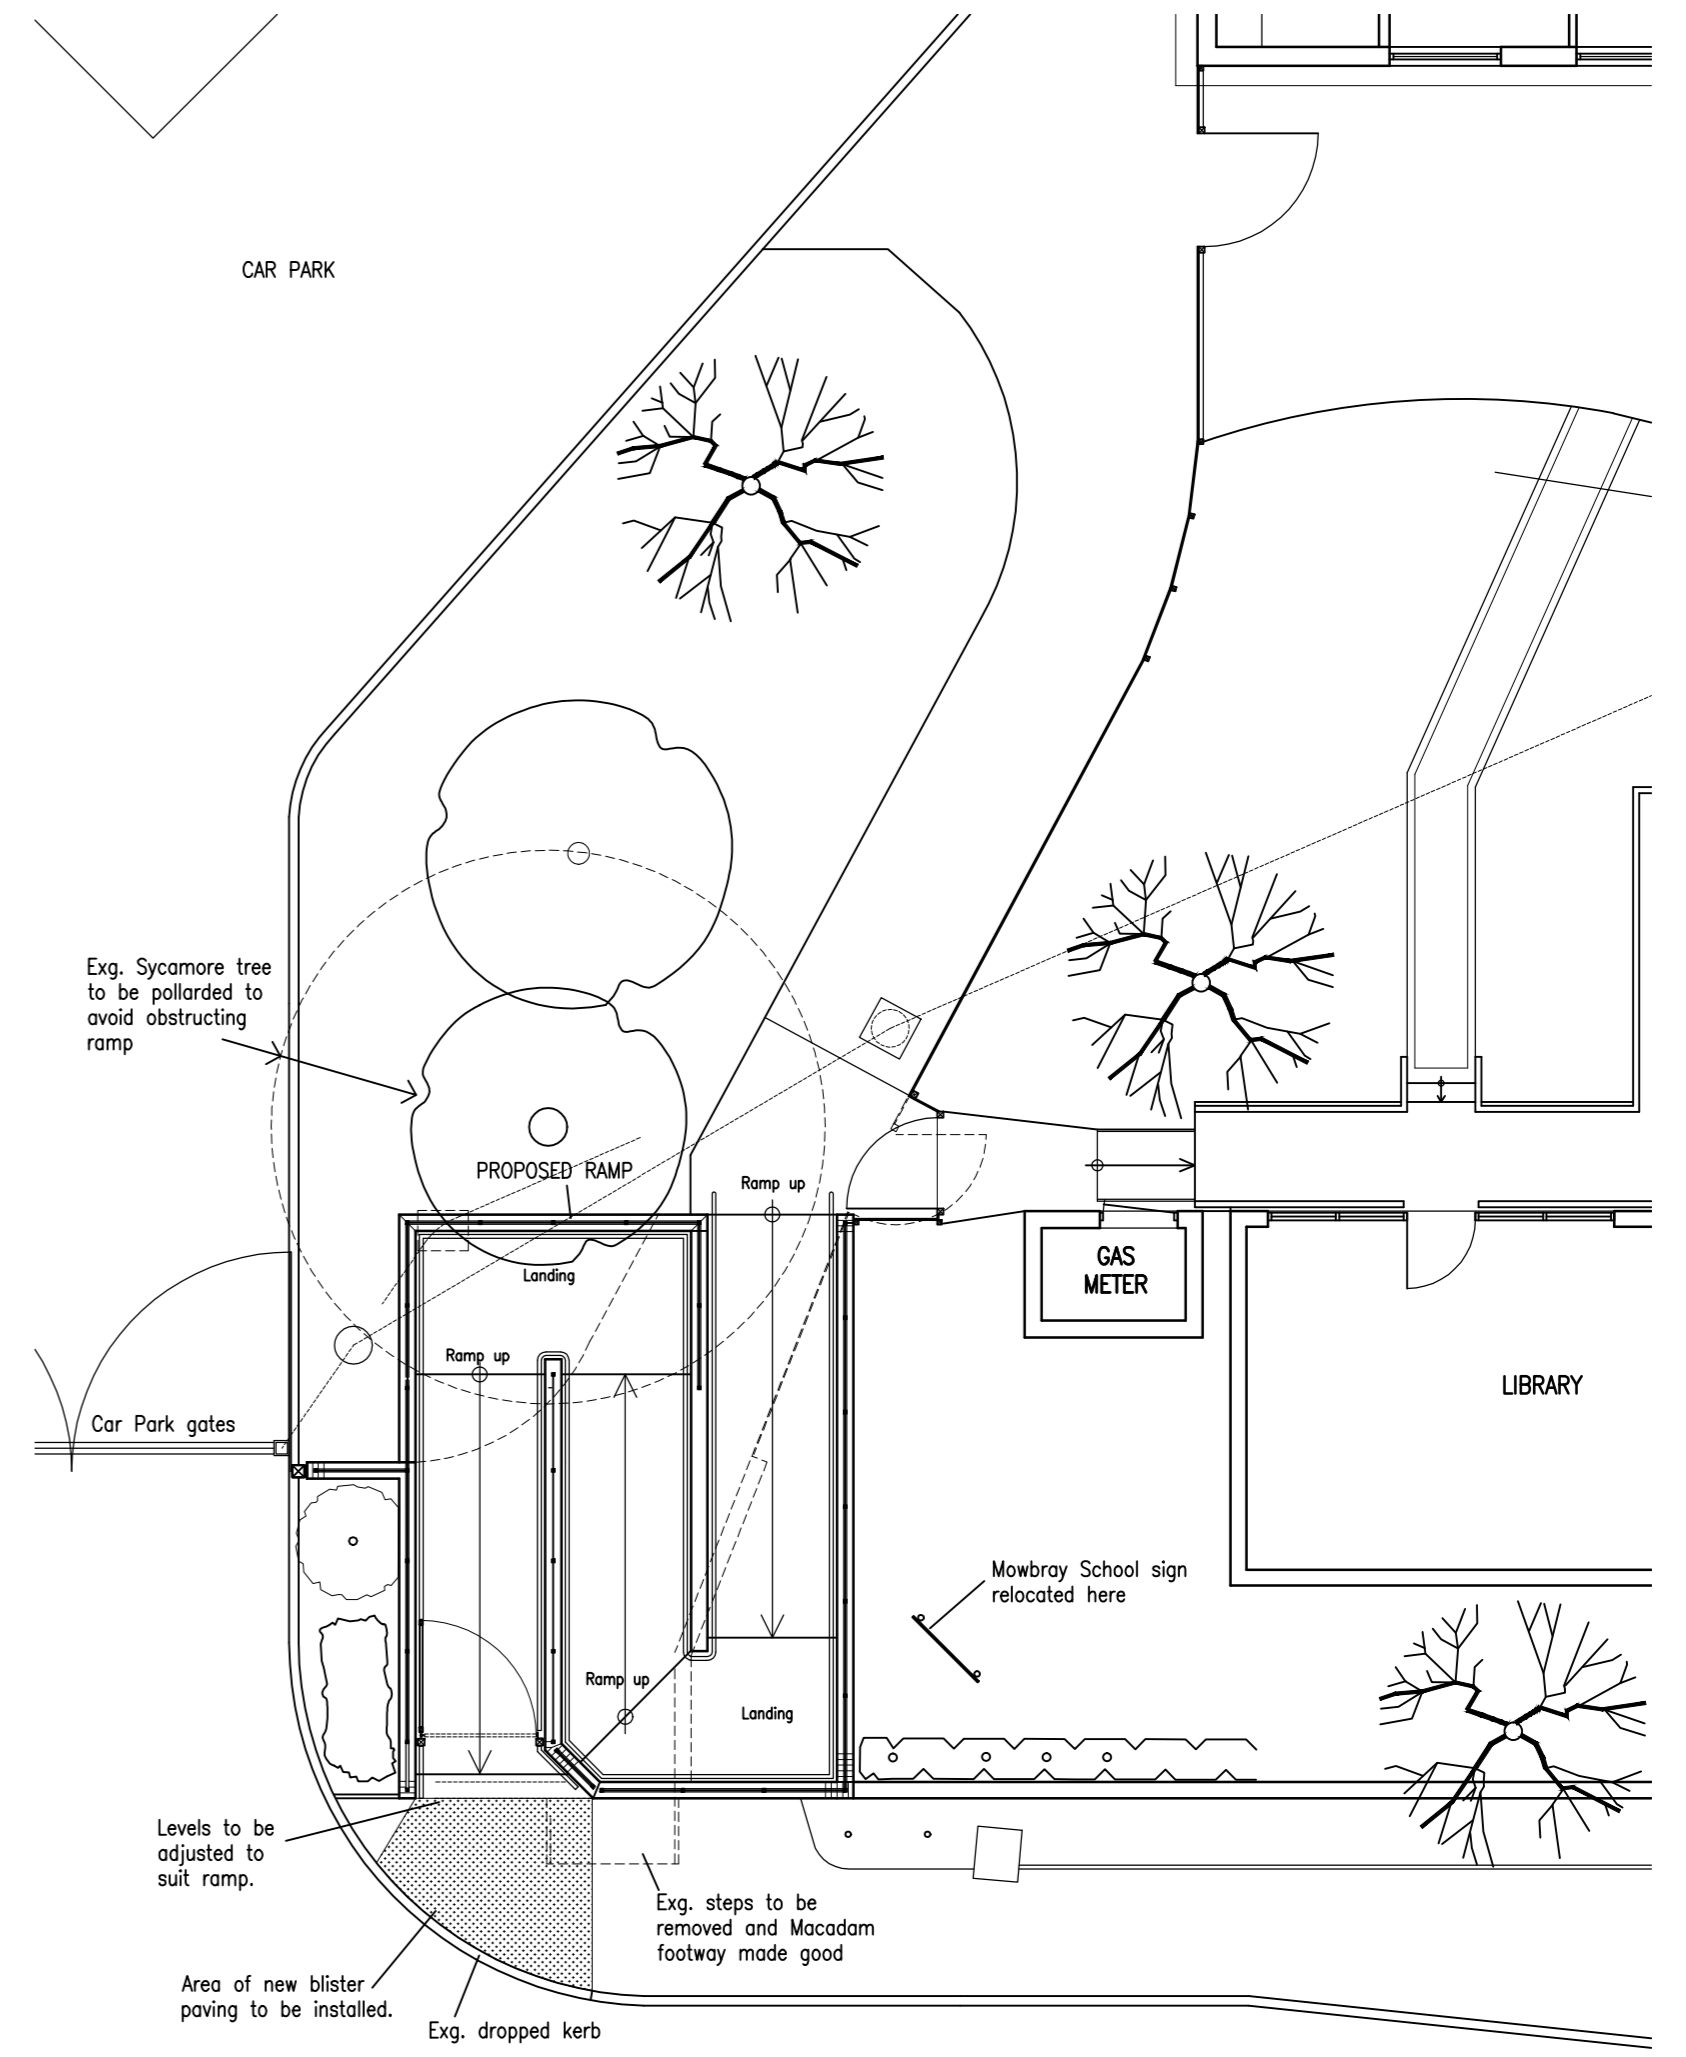 CAR PARK
Exg. Sycamore tree
to be pollarded to
avoid obstructing
ramp
PROPOSED RAMP
Ramp up
Landing
GAS
METER
Ramp up
LIBRARY
Car Park gates
Mowbray School sign
relocated here
Ramp up
Landing
Levels to be
adjusted to
suit ramp.
Exg. steps to be
removed and Macadam
footway made good
Area of new blister
paving to be installed.
Exg. dropped kerb